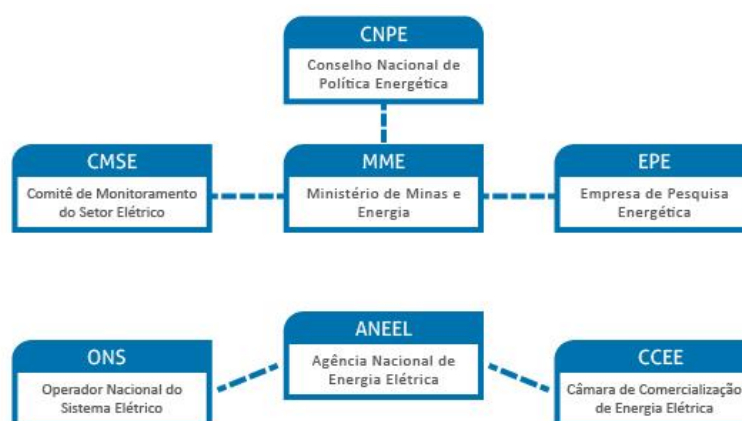 CNPE
Conselho Nacional de
Política Energética
CMSE
Comitê de Monitoramento
do Setor Elétrico
MME
Ministério de Minas e
Energia
EPE
Empresa de Pesquisa
Energética
ONS
Operador Nacional do
Sistema Elétrico
ANEEL
Agência Nacional de
Energia Elétrica
CCEE
Câmara de Comercialização
de Energia Elétrica